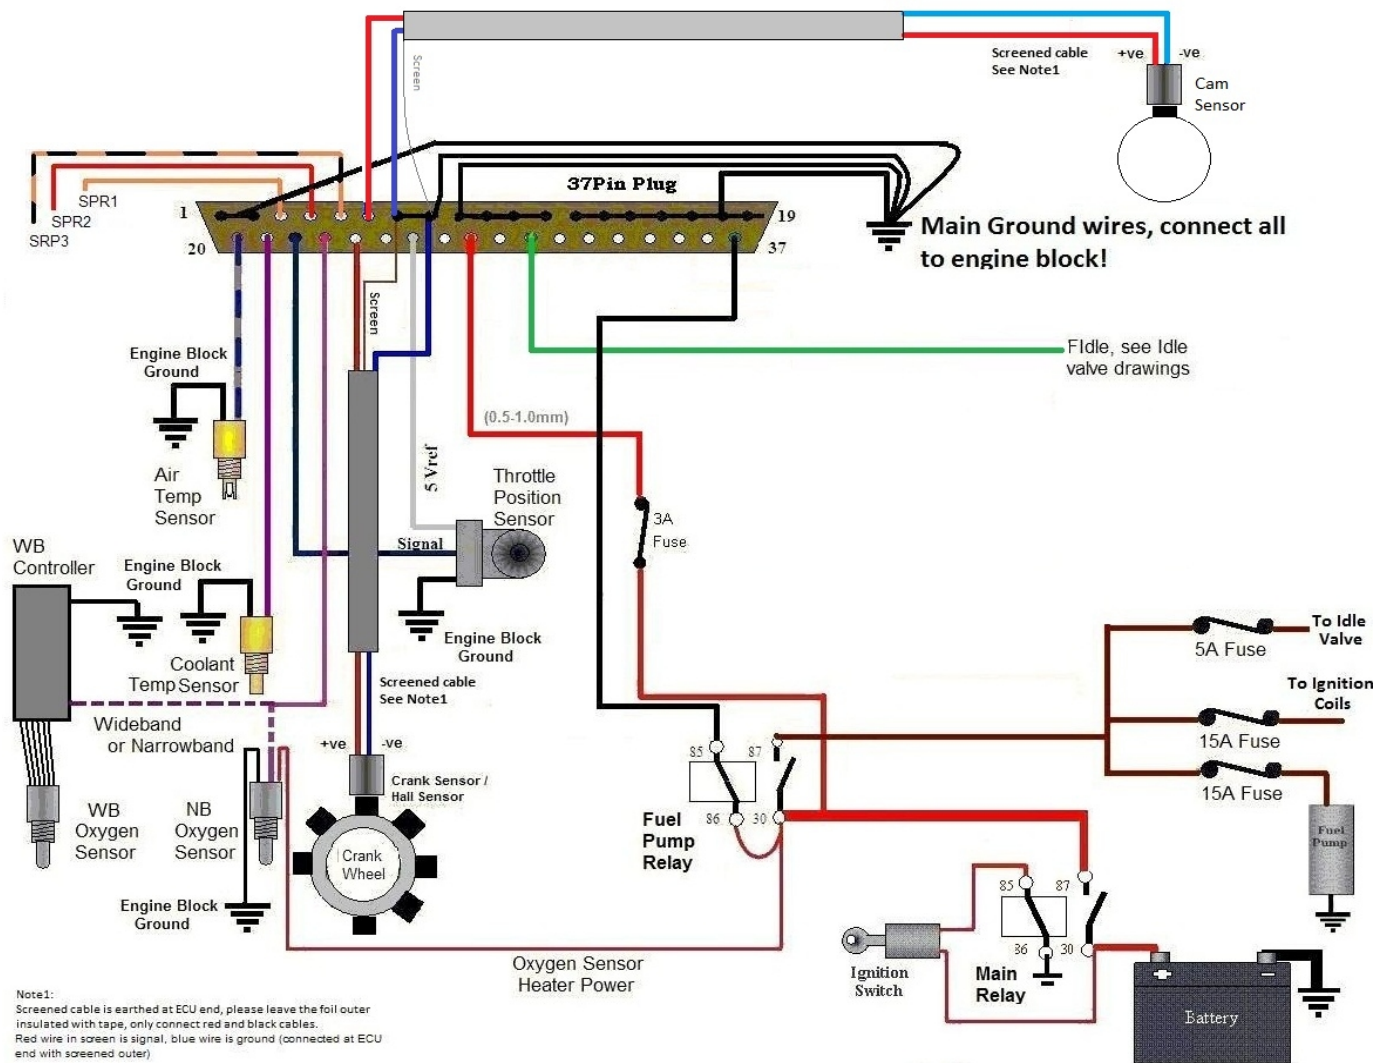 Screened cable
See Note1
+ve
-ve
Cam
Sensor
Screen
SPR1
SPR2
SRP3
37Pin Plug
1
19
20
37
Main Ground wires, connect all
to engine block!
Screen
Engine Block
Ground
FIdle, see Idle
valve drawings
(0.5-1.0mm)
Air
Temp
Sensor
5 Vref
Throttle
Position
Sensor
3A
Fuse
Signal
WB
Controller
Engine Block
Ground
Engine Block
Ground
Coolant
Temp Sensor
To Idle
Valve
5A Fuse
Screened cable
See Note1
To Ignition
Coils
15A Fuse
Wideband
or Narrowband
+ve
-ve
85
87
15A Fuse
Crank Sensor /
Hall Sensor
WB
Oxygen
Sensor
NB
Oxygen
Sensor
86
30
Fuel
Pump
Relay
Fuel
Pump
Crank
Wheel
85
87
Engine Block
Ground
86
30
Ignition
Switch
Main
Relay
Oxygen Sensor
Heater Power
+
-
Battery
Note1:
Screened cable is earthed at ECU end, please leave the foil outer
insulated with tape, only connect red and black cables.
Red wire in screen is signal, blue wire is ground (connected at ECU
end with screened outer)